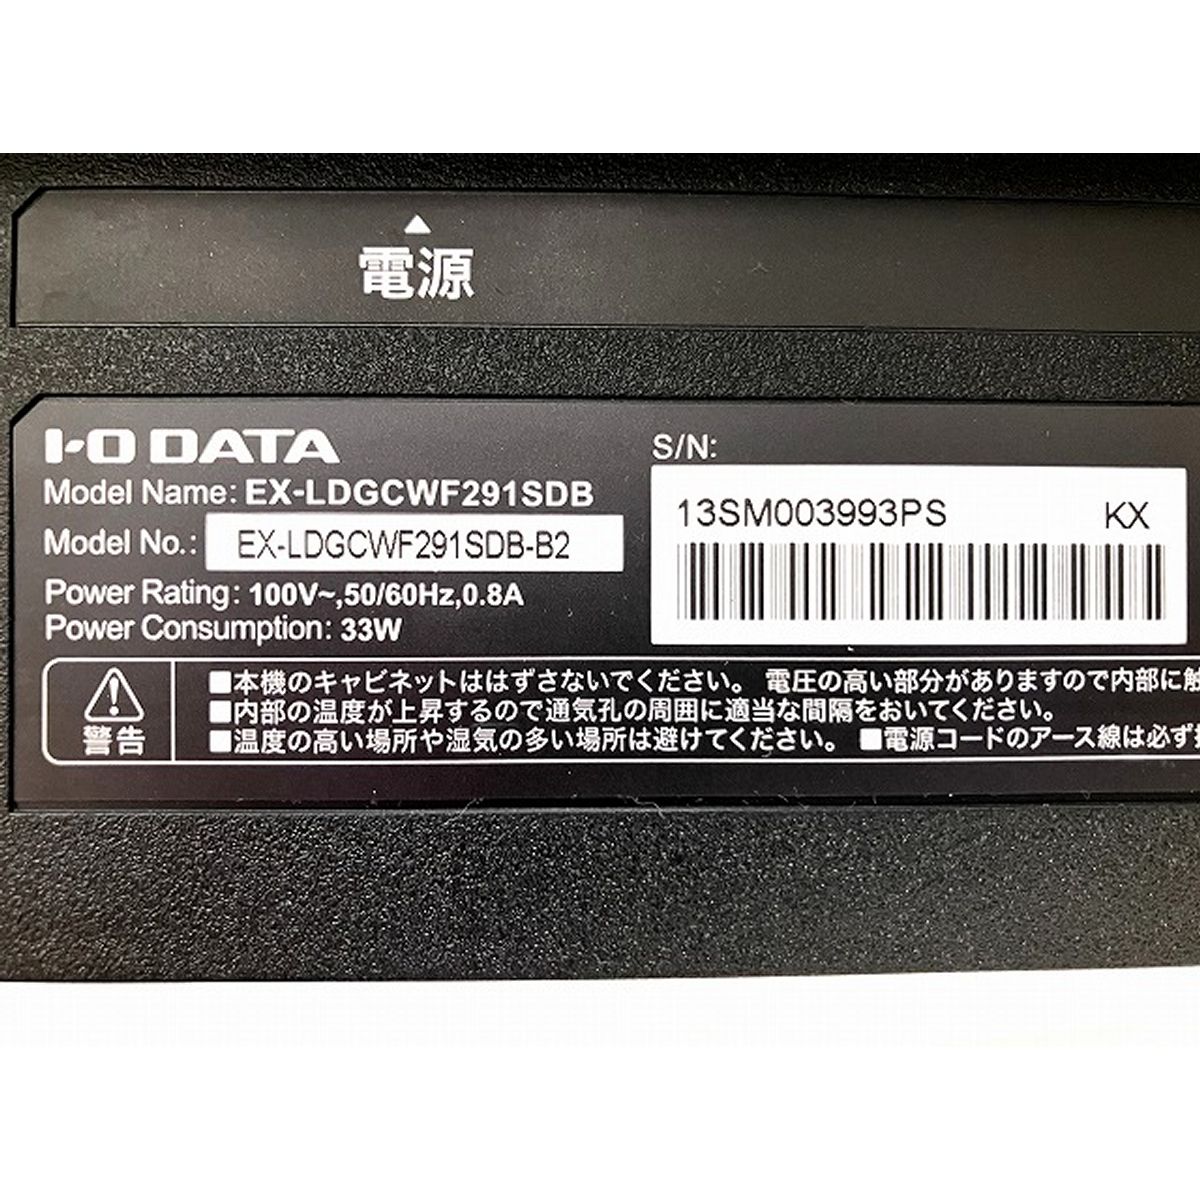 電源
I-O DATA
Model Name: EX-LDGCWF291SDB
Model No.: EX-LDGCWF291SDB-B2
Power Rating: 100V~,50/60Hz,0.8A
Power Consumption: 33W
S/N:
13SM003993PS KX
警告
■本機のキャビネットははずさないでください。 電圧の高い部分がありますので内部に触
■内部の温度が上昇するので通気孔の周囲に適当な間隔をおいてください。
■温度の高い場所や湿気の多い場所は避けてください。 ■電源コードのアース線は必ず